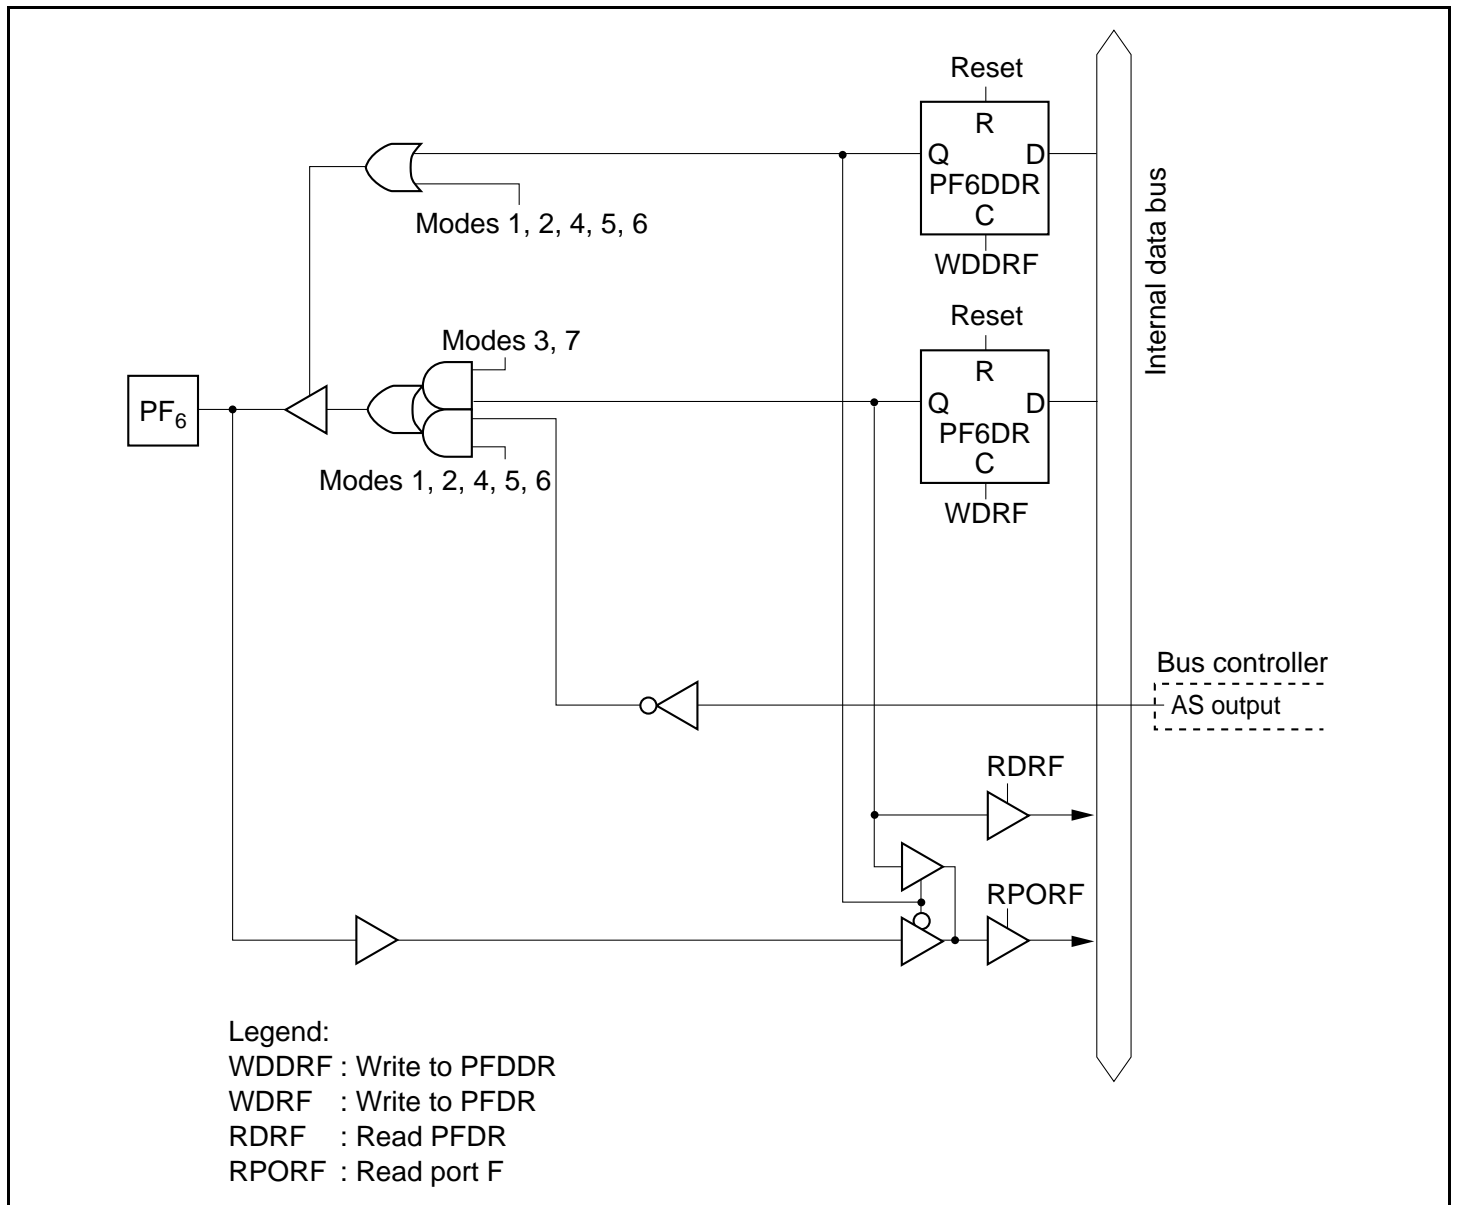 Reset
R
Q D
PF6DDR
C
WDDRF
Modes 1, 2, 4, 5, 6
Internal data bus
Reset
R
Q D
PF6DR
C
WDRF
Modes 3, 7
PF6
Modes 1, 2, 4, 5, 6
Bus controller
AS output
RDRF
RPORF
Legend:
WDDRF : Write to PFDDR
WDRF : Write to PFDR
RDRF : Read PFDR
RPORF : Read port F